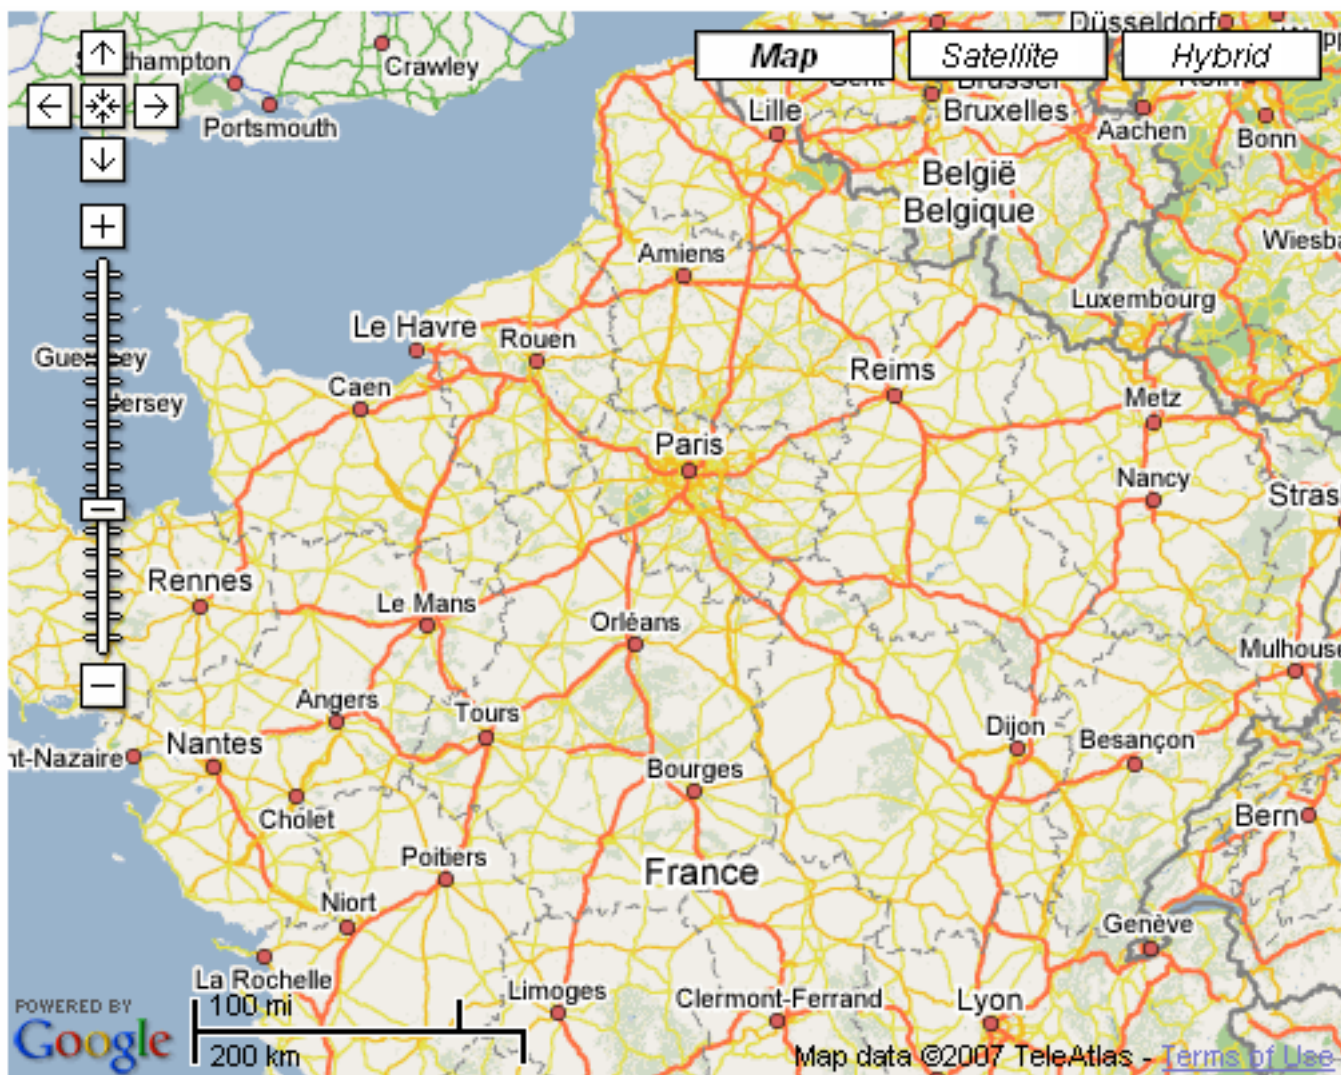 Düsseldorf
Crawley
Map
Satellite
Hybrid
Portsmouth
Lille
Bruxelles
Aachen
Bonn
België
Belgique
Amiens
Luxembourg
Le Havre
Rouen
Reims
Caen
Metz
Paris
Nancy
Rennes
Le Mans
Orléans
Mulhouse
Angers
Tours
Dijon
Besançon
Nantes
nt-Nazaire
Bourges
Cholet
Bern
Poitiers
France
Niort
Genève
La Rochelle
Limoges
Clermont-Ferrand
Lyon
POWERED BY
Google
100 mi
200 km
Map data ©2007 TeleAtlas - Terms of Use